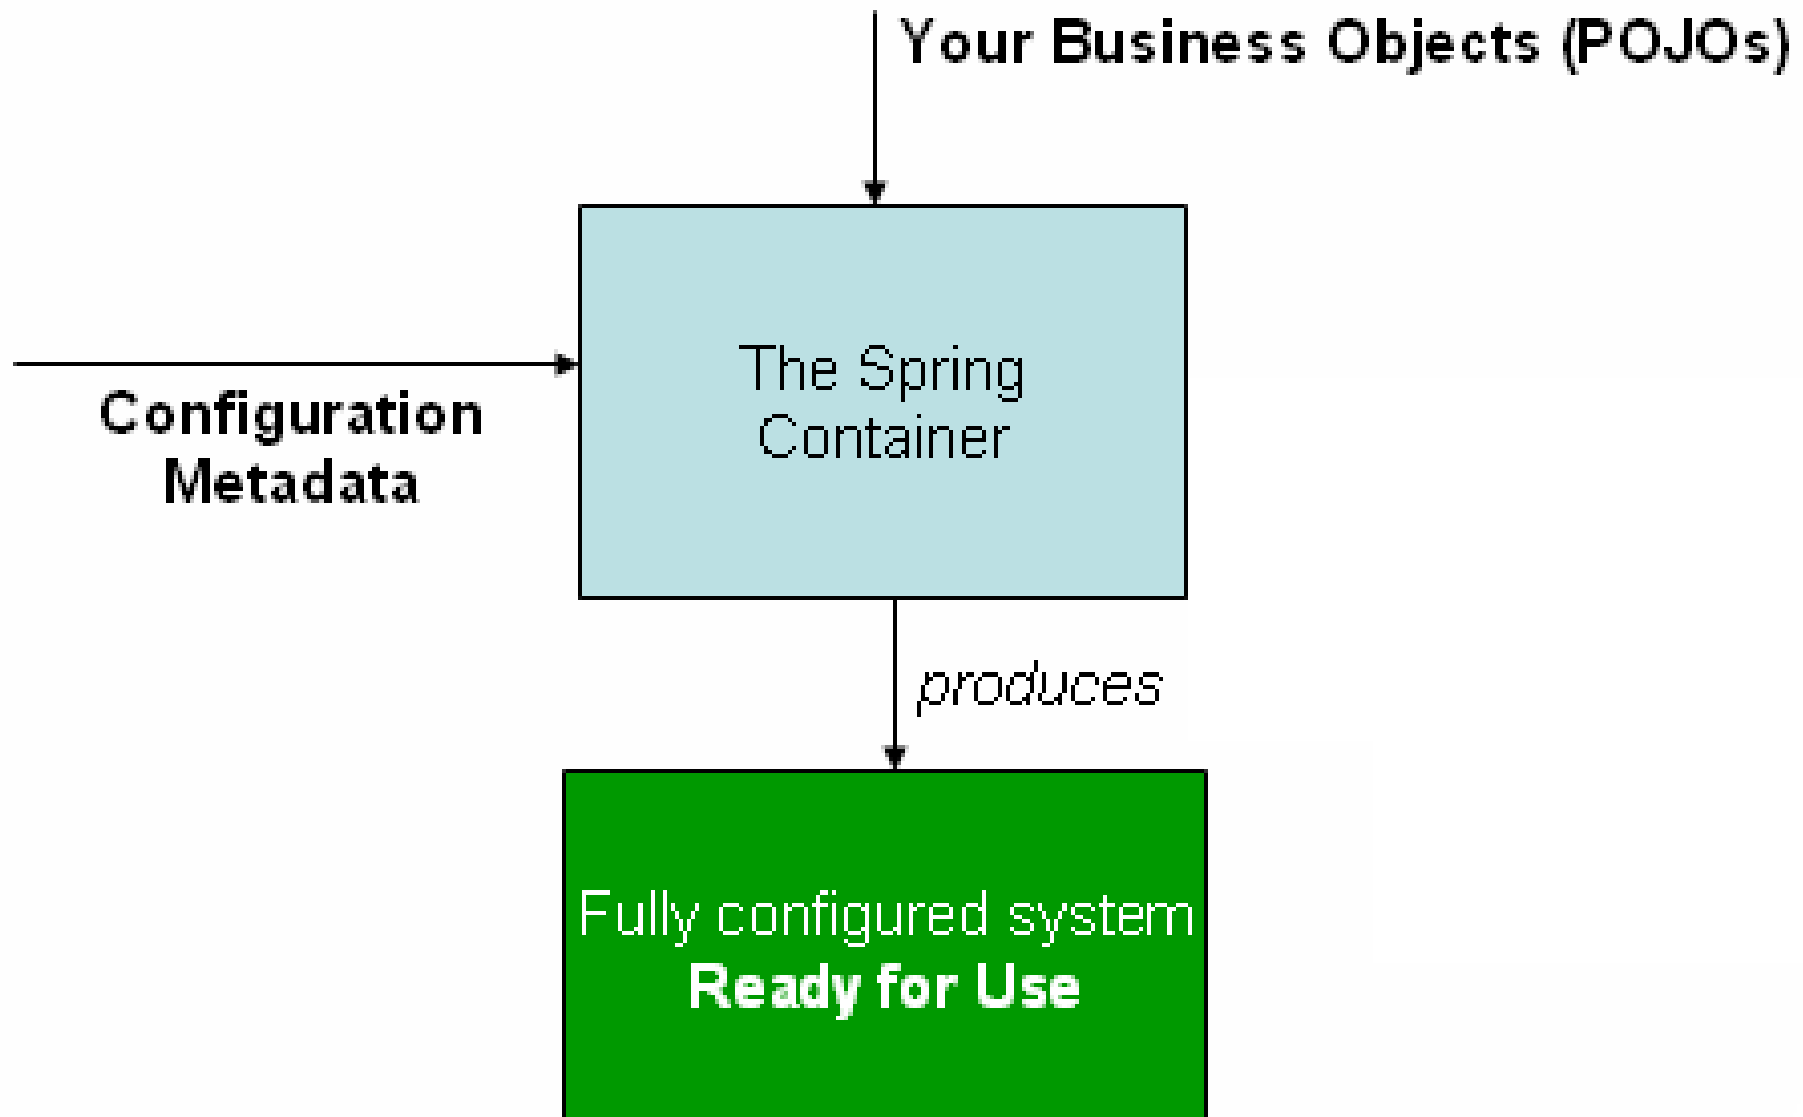 Your Business Objects (POJOs)
The Spring
Container
Configuration
Metadata
produces
Fully configured system
Ready for Use